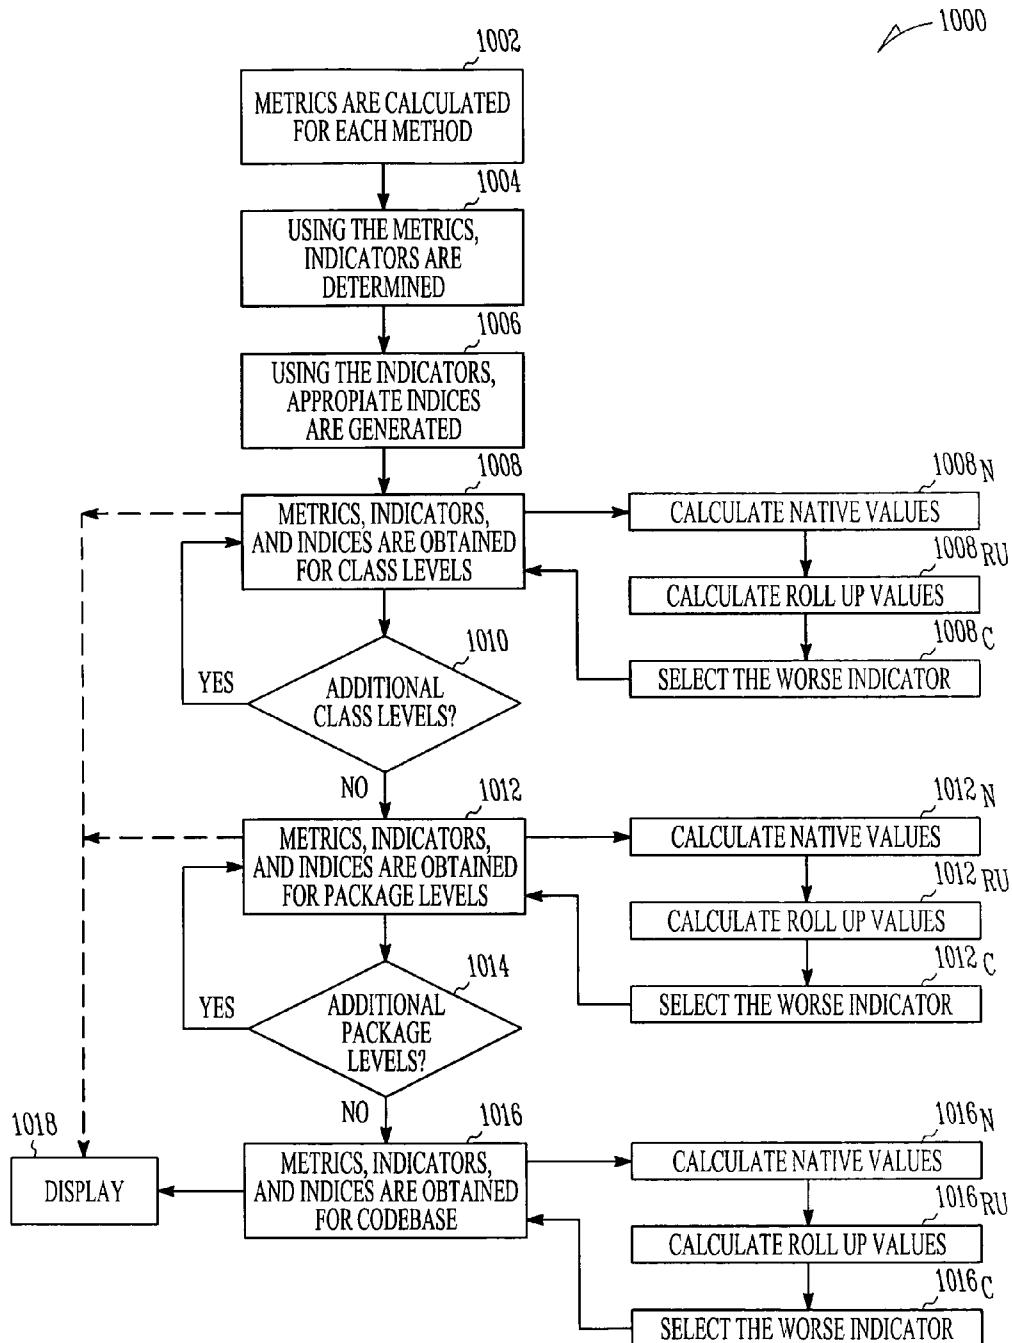 1000
1002
METRICS ARE CALCULATED
FOR EACH METHOD
1004
USING THE METRICS,
INDICATORS ARE
DETERMINED
1006
USING THE INDICATORS,
APPROPIATE INDICES
ARE GENERATED
1008
METRICS, INDICATORS,
AND INDICES ARE OBTAINED
FOR CLASS LEVELS
1008N
CALCULATE NATIVE VALUES
1008RU
CALCULATE ROLL UP VALUES
1008C
SELECT THE WORSE INDICATOR
1010
ADDITIONAL
CLASS LEVELS?
YES
NO
1012
METRICS, INDICATORS,
AND INDICES ARE OBTAINED
FOR PACKAGE LEVELS
1012N
CALCULATE NATIVE VALUES
1012RU
CALCULATE ROLL UP VALUES
1012C
SELECT THE WORSE INDICATOR
1014
ADDITIONAL
PACKAGE
LEVELS?
YES
NO
1016
METRICS, INDICATORS,
AND INDICES ARE OBTAINED
FOR CODEBASE
1016N
CALCULATE NATIVE VALUES
1016RU
CALCULATE ROLL UP VALUES
1016C
SELECT THE WORSE INDICATOR
1018
DISPLAY